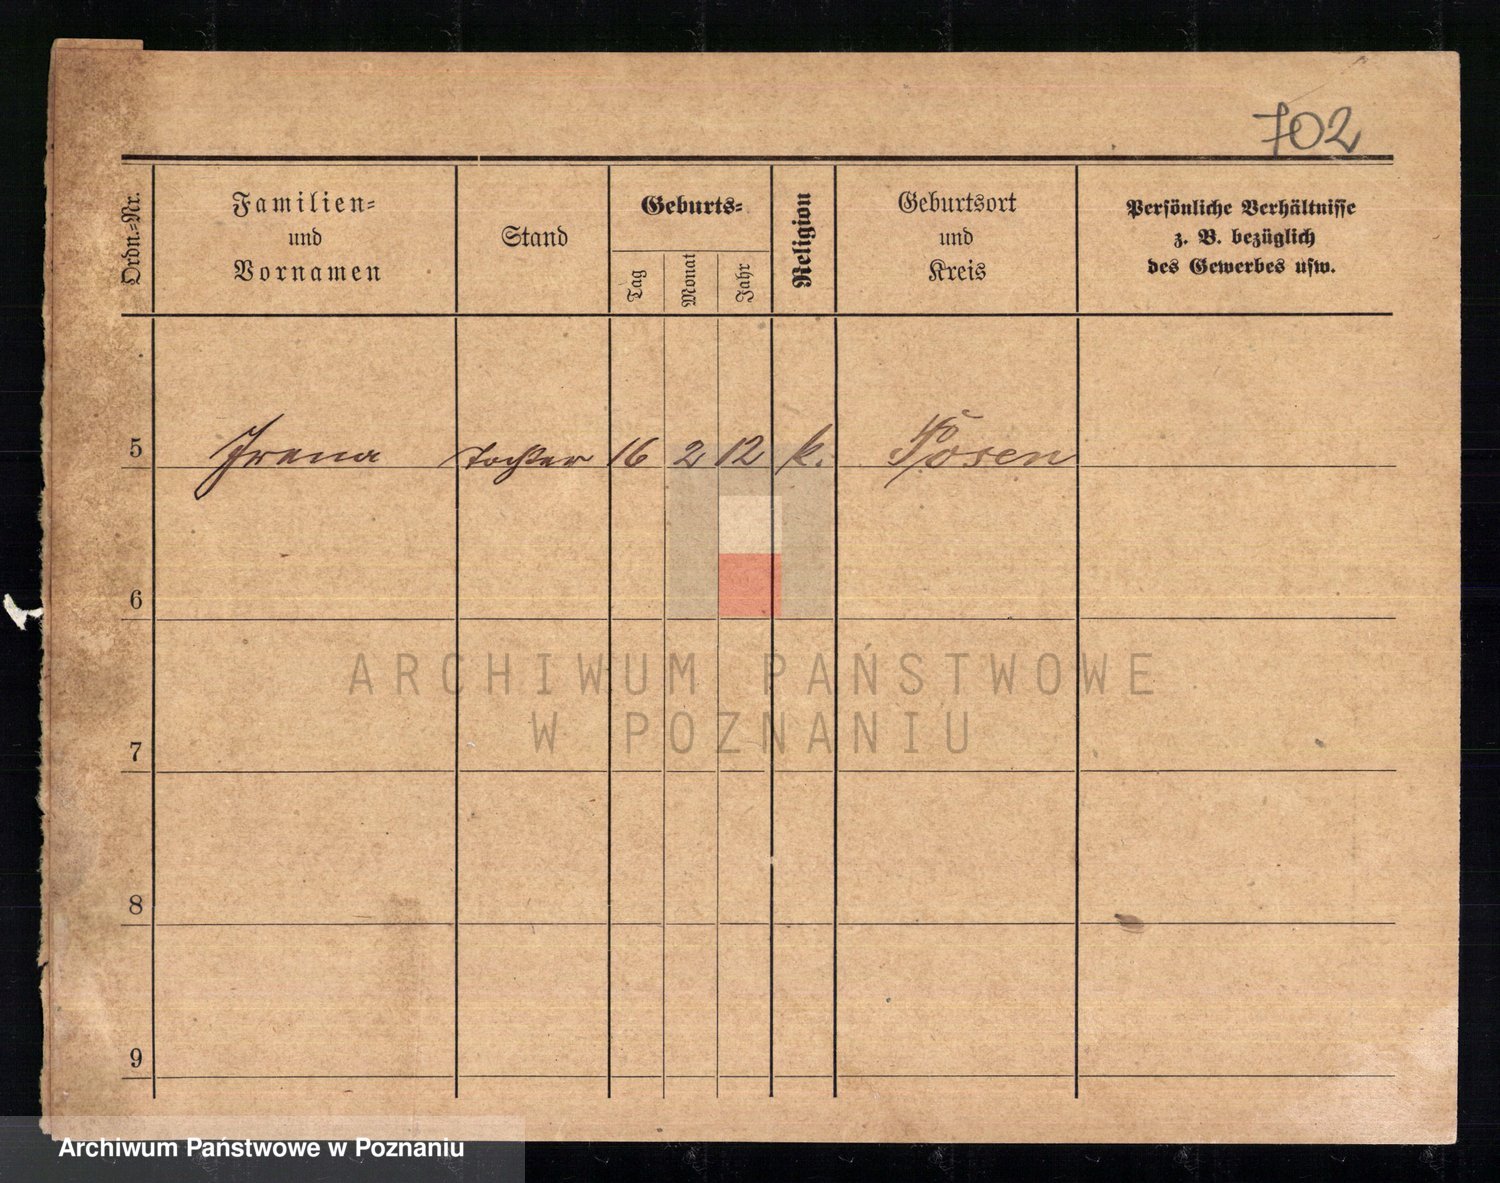 702
Ordn.-Nr.
Familien-
und
Vornamen
Stand
Geburts-
Tag
Monat
Jahr
Religion
Geburtsort
und
Kreis
Persönliche Verhältnisse
z. B. bezüglich
des Gewerbes usw.
5 Irena Tochter 16 2 12 k. Posen
6
ARCHIWUM PAŃSTWOWE
W POZNANIU
7
8
9
Archiwum Państwowe w Poznaniu